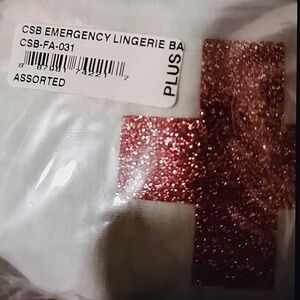 CSB EMERGENCY LINGERIE BA
CSB-FA-031
ASSORTED
PLUS